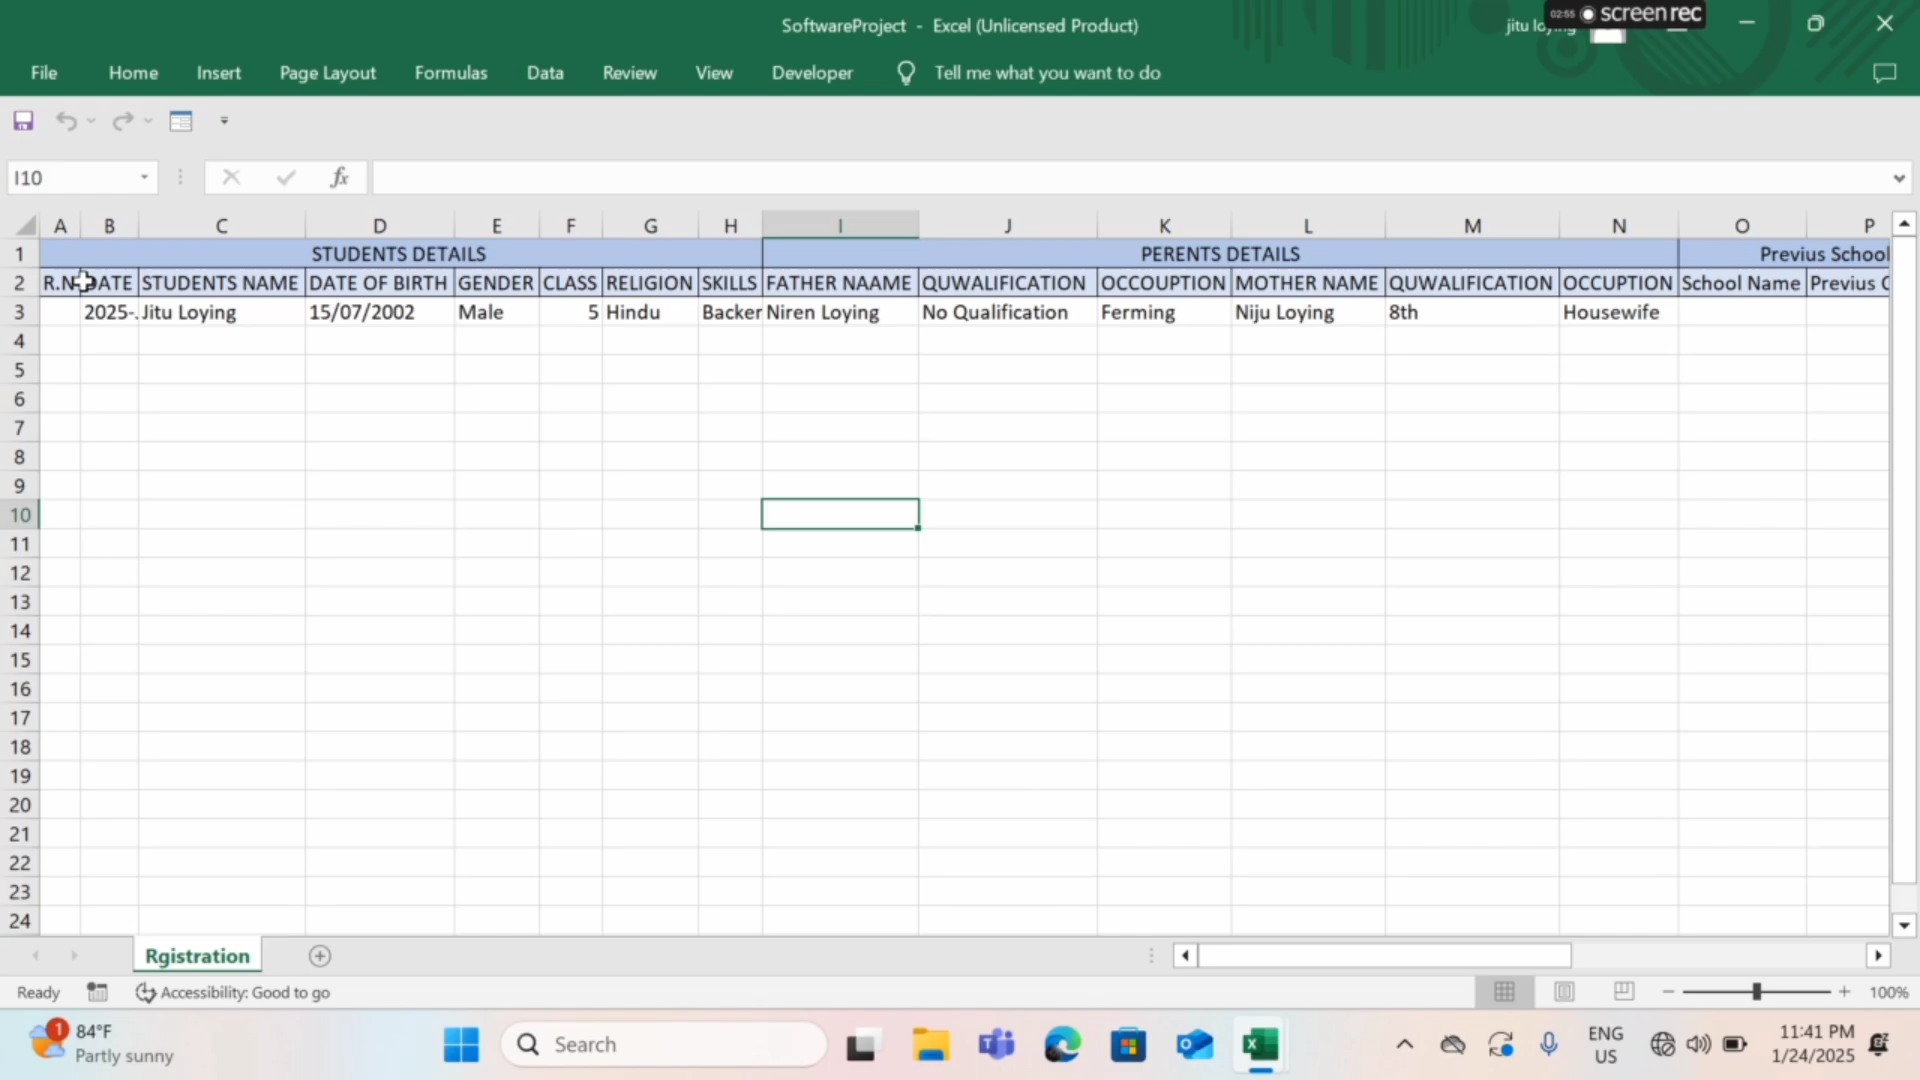 SoftwareProject - Excel (Unlicensed Product)
02:55 screenrec
File Home Insert Page Layout Formulas Data Review View Developer Tell me what you want to do
I10 fx
A B C D E F G H I J K L M N O P
1 STUDENTS DETAILS PERENTS DETAILS Previus School
2 R.N DATE STUDENTS NAME DATE OF BIRTH GENDER CLASS RELIGION SKILLS FATHER NAAME QUWALIFICATION OCCOUPTION MOTHER NAME QUWALIFICATION OCCUPTION School Name Previus C
3 2025-. Jitu Loying 15/07/2002 Male 5 Hindu Backer Niren Loying No Qualification Ferming Niju Loying 8th Housewife
4
5
6
7
8
9
10
11
12
13
14
15
16
17
18
19
20
21
22
23
24
Rgistration
Ready Accessibility: Good to go 100%
1 84°F
Partly sunny
Search
ENG
US
11:41 PM
1/24/2025